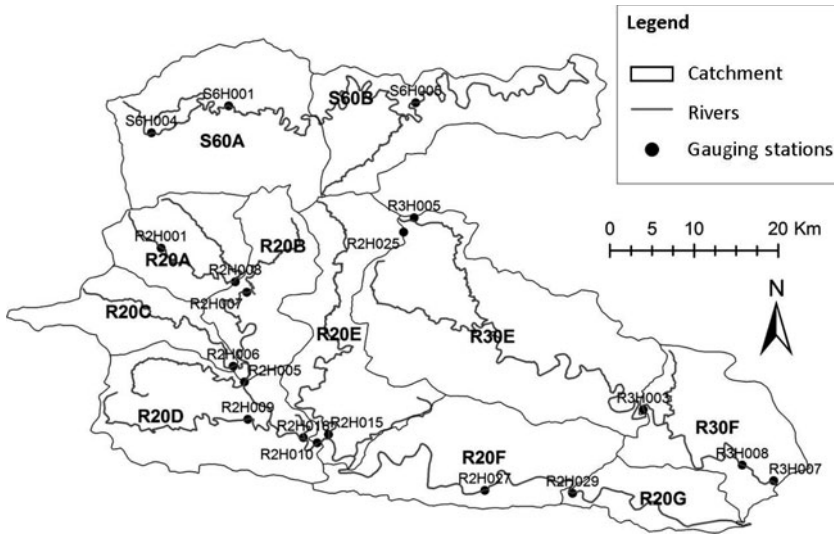 Legend
Catchment
Rivers
Gauging stations
0 5 10 20 Km
N
S6H001
S60B
S6H003
S6H004
S60A
R3H005
R2H001
R20B
R2H025
R20A
R2H008
R2H007
R20C
R20E
R30E
R2H006
R2H005
R3H003
R20D
R2H009
R2H015
R30F
R2H010
R20F
R3H008
R3H007
R2H027
R2H029
R20G